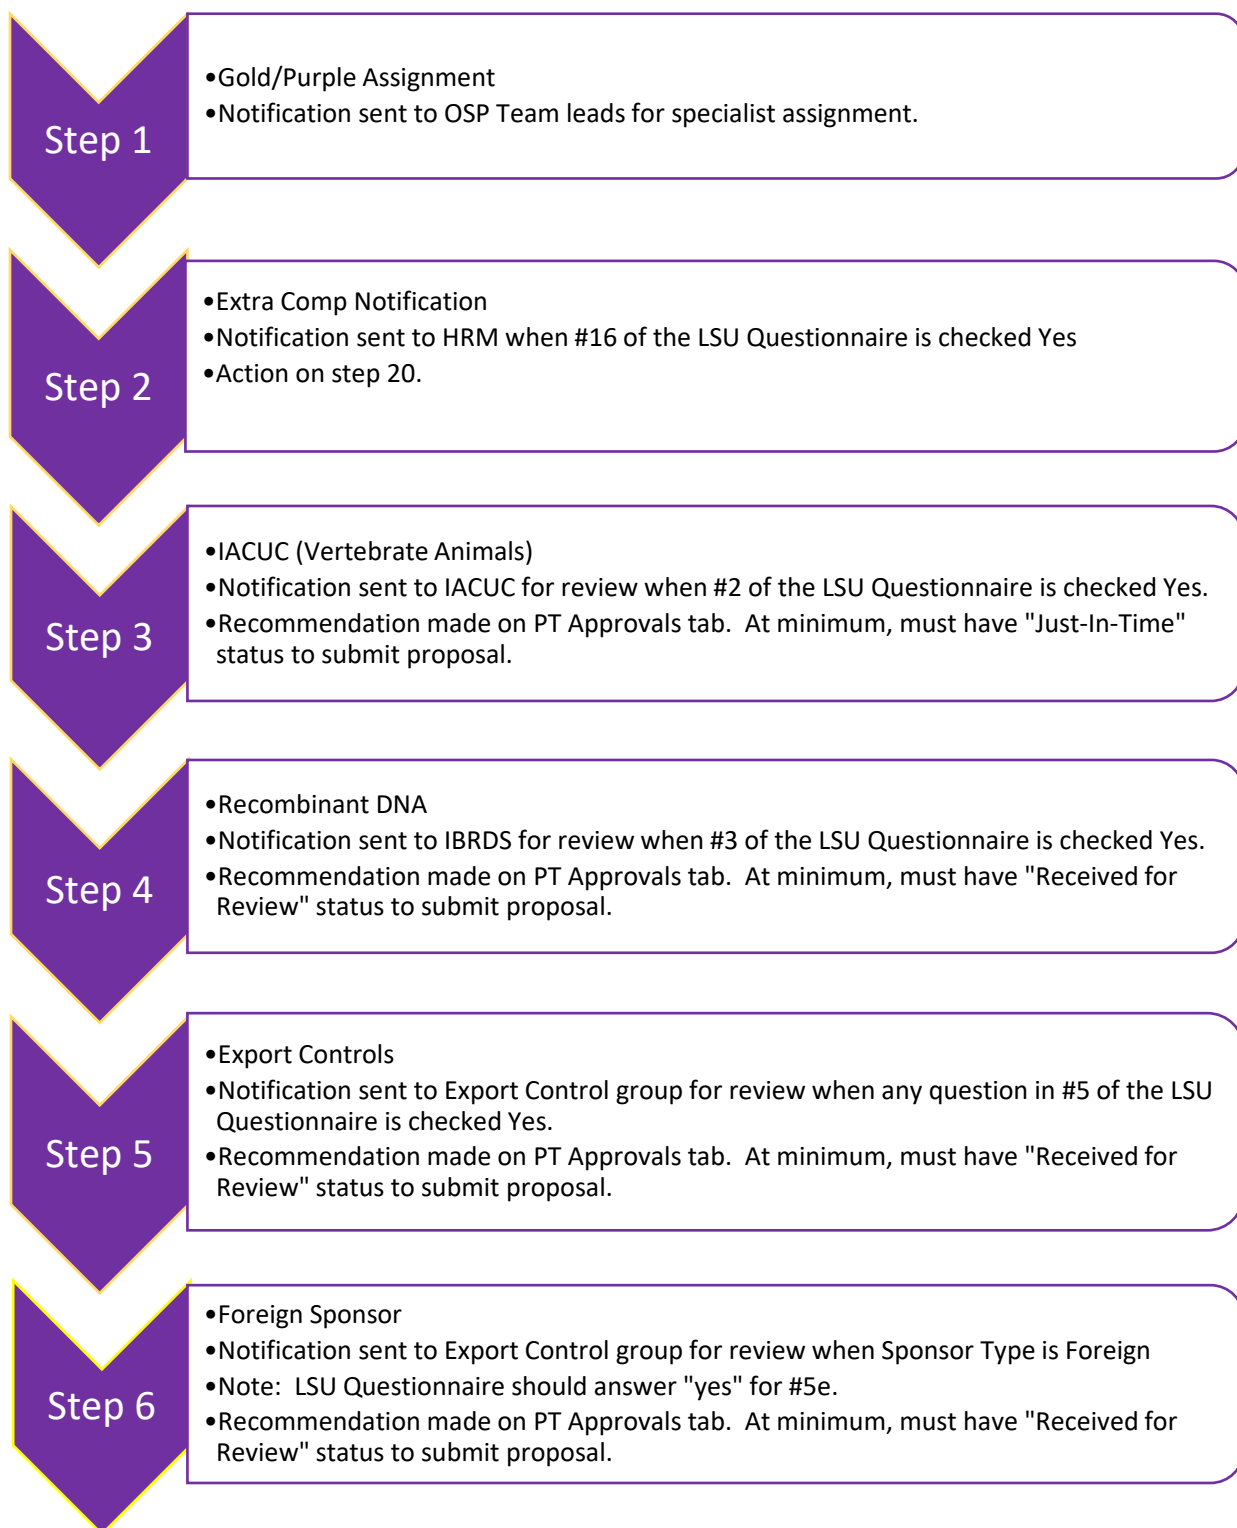 Step 1
•Gold/Purple Assignment
•Notification sent to OSP Team leads for specialist assignment.
Step 2
•Extra Comp Notification
•Notification sent to HRM when #16 of the LSU Questionnaire is checked Yes
•Action on step 20.
Step 3
•IACUC (Vertebrate Animals)
•Notification sent to IACUC for review when #2 of the LSU Questionnaire is checked Yes.
•Recommendation made on PT Approvals tab.  At minimum, must have "Just-In-Time"
status to submit proposal.
Step 4
•Recombinant DNA
•Notification sent to IBRDS for review when #3 of the LSU Questionnaire is checked Yes.
•Recommendation made on PT Approvals tab.  At minimum, must have "Received for
Review" status to submit proposal.
Step 5
•Export Controls
•Notification sent to Export Control group for review when any question in #5 of the LSU
Questionnaire is checked Yes.
•Recommendation made on PT Approvals tab.  At minimum, must have "Received for
Review" status to submit proposal.
Step 6
•Foreign Sponsor
•Notification sent to Export Control group for review when Sponsor Type is Foreign
•Note:  LSU Questionnaire should answer "yes" for #5e.
•Recommendation made on PT Approvals tab.  At minimum, must have "Received for
Review" status to submit proposal.